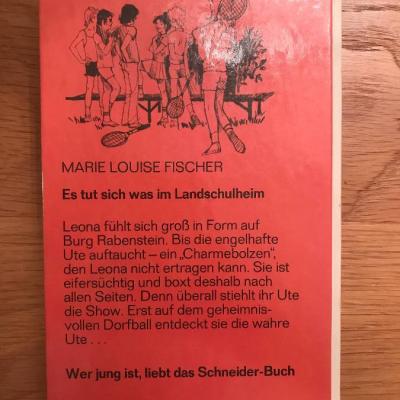 MARIE LOUISE FISCHER
Es tut sich was im Landschulheim
Leona fühlt sich groß in Form auf
Burg Rabenstein. Bis die engelhafte
Ute auftaucht – ein „Charmebolzen",
den Leona nicht ertragen kann. Sie ist
eifersüchtig und boxt deshalb nach
allen Seiten. Denn überall stiehlt ihr Ute
die Show. Erst auf dem geheimnis-
vollen Dorfball entdeckt sie die wahre
Ute . . .
Wer jung ist, liebt das Schneider-Buch